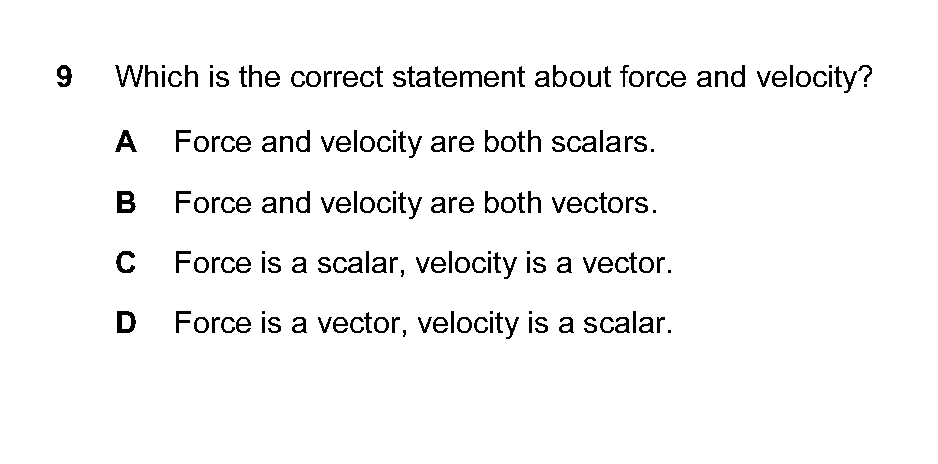 9 Which is the correct statement about force and velocity?
A Force and velocity are both scalars.
B Force and velocity are both vectors.
C Force is a scalar, velocity is a vector.
D Force is a vector, velocity is a scalar.